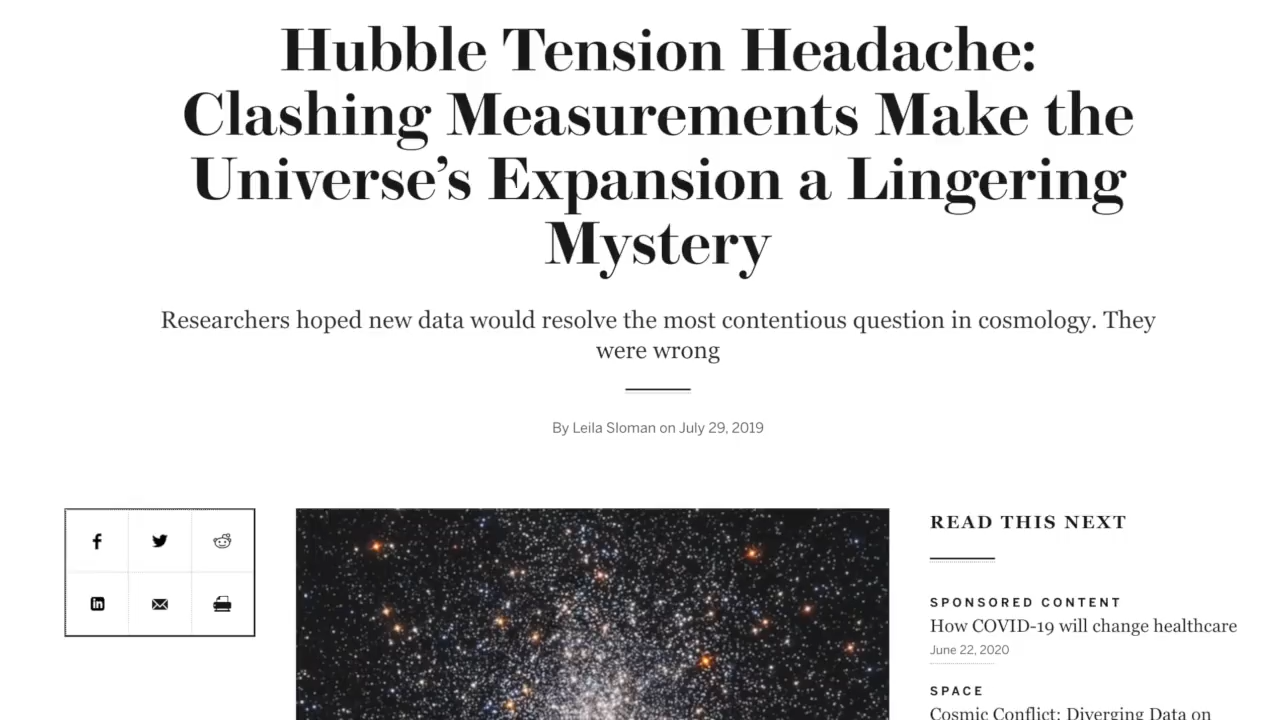 Hubble Tension Headache:
Clashing Measurements Make the
Universe’s Expansion a Lingering
Mystery
Researchers hoped new data would resolve the most contentious question in cosmology. They
were wrong
By Leila Sloman on July 29, 2019
READ THIS NEXT
SPONSORED CONTENT
How COVID-19 will change healthcare
June 22, 2020
SPACE
Cosmic Conflict: Diverging Data on